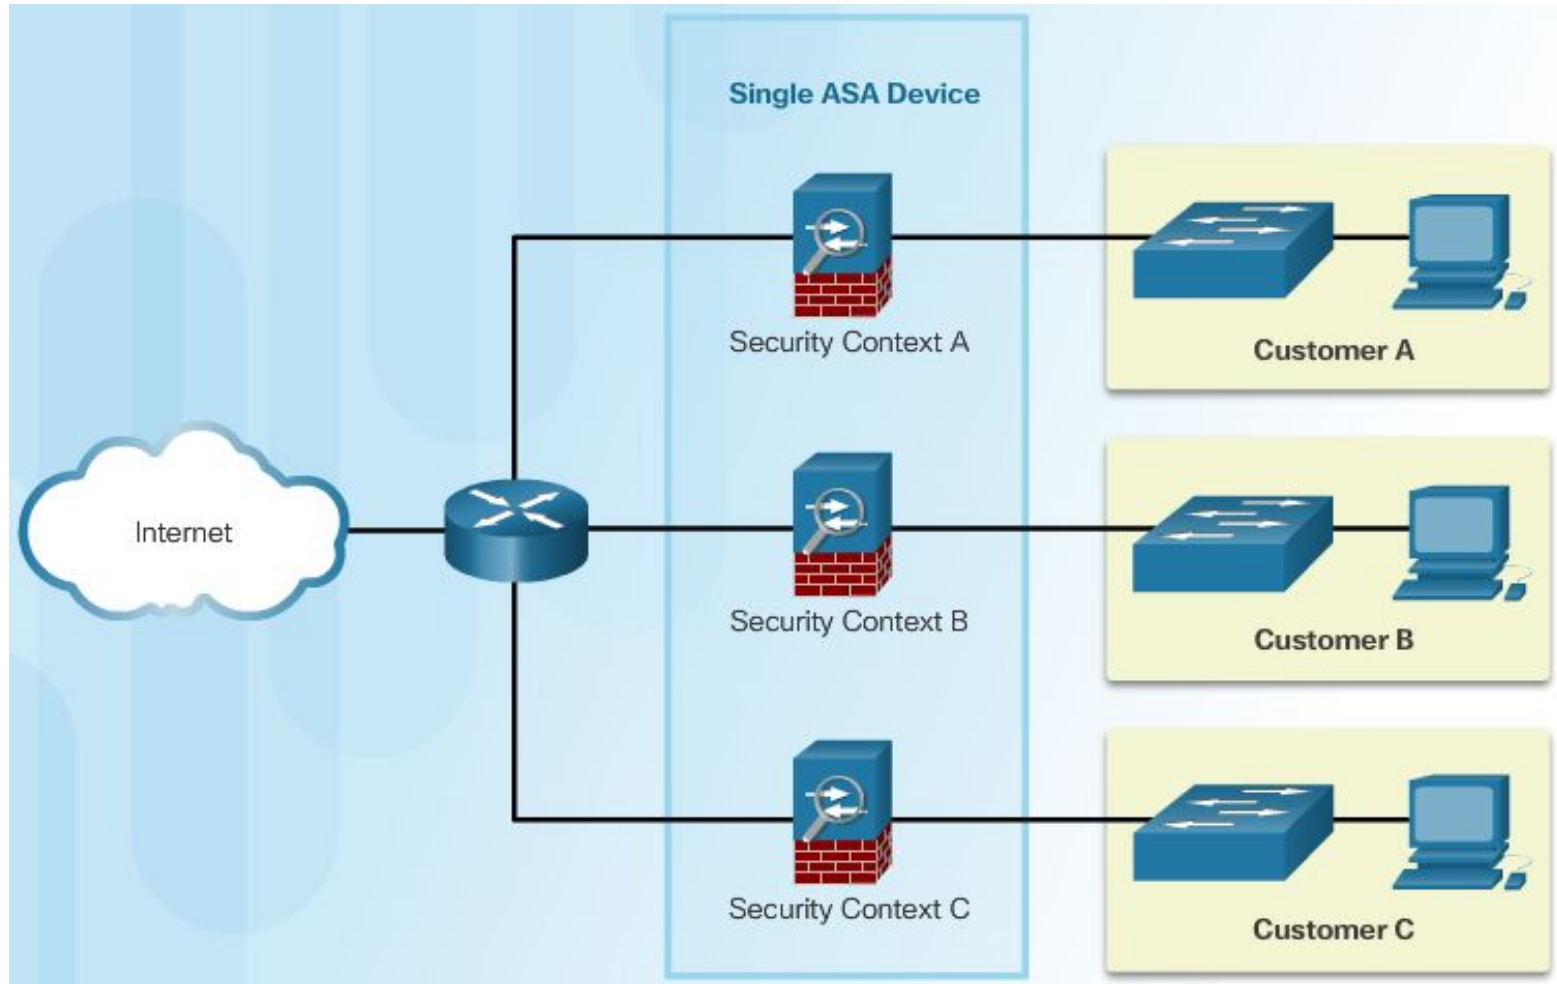 Single ASA Device
Security Context A
Customer A
Internet
Security Context B
Customer B
Security Context C
Customer C